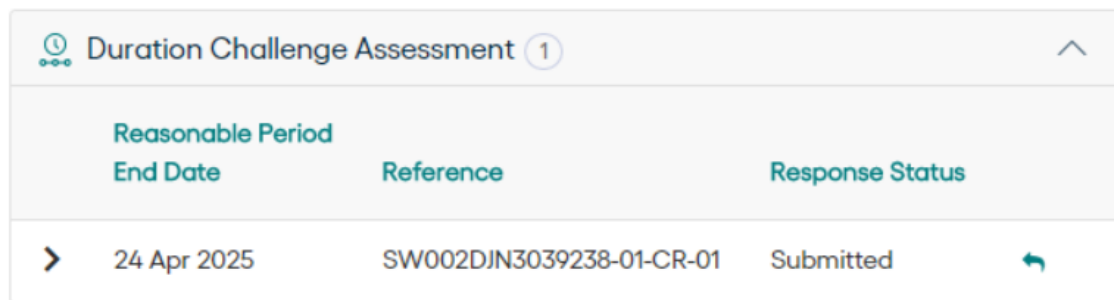 Duration Challenge Assessment 1
Reasonable Period
End Date Reference Response Status
24 Apr 2025 SW002DJN3039238-01-CR-01 Submitted